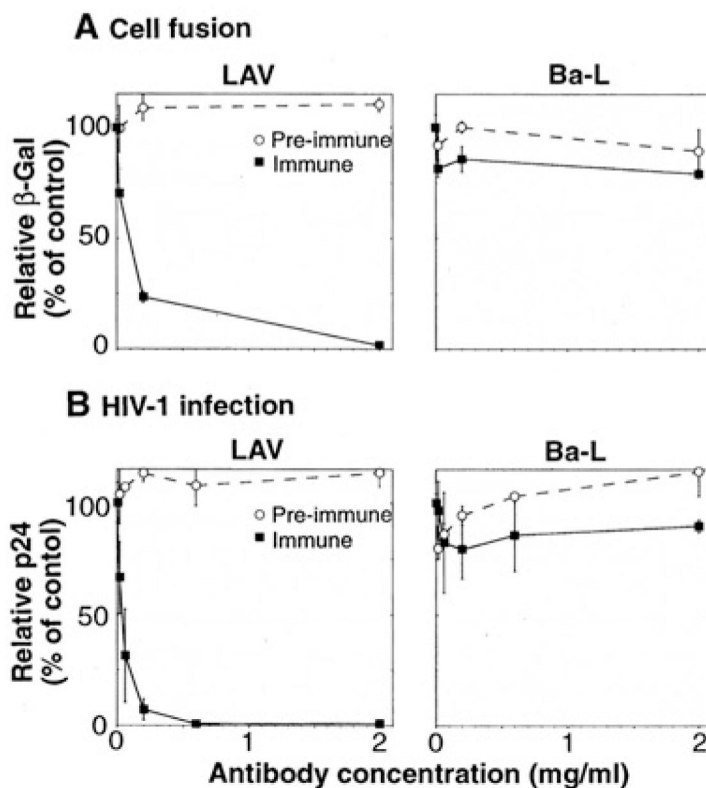 A Cell fusion
LAV
Ba-L
Relative β-Gal
(% of control)
100
50
0
Pre-immune
Immune
B HIV-1 infection
LAV
Ba-L
Relative p24
(% of contol)
100
50
0
Pre-immune
Immune
0 1 2 0 1 2
Antibody concentration (mg/ml)